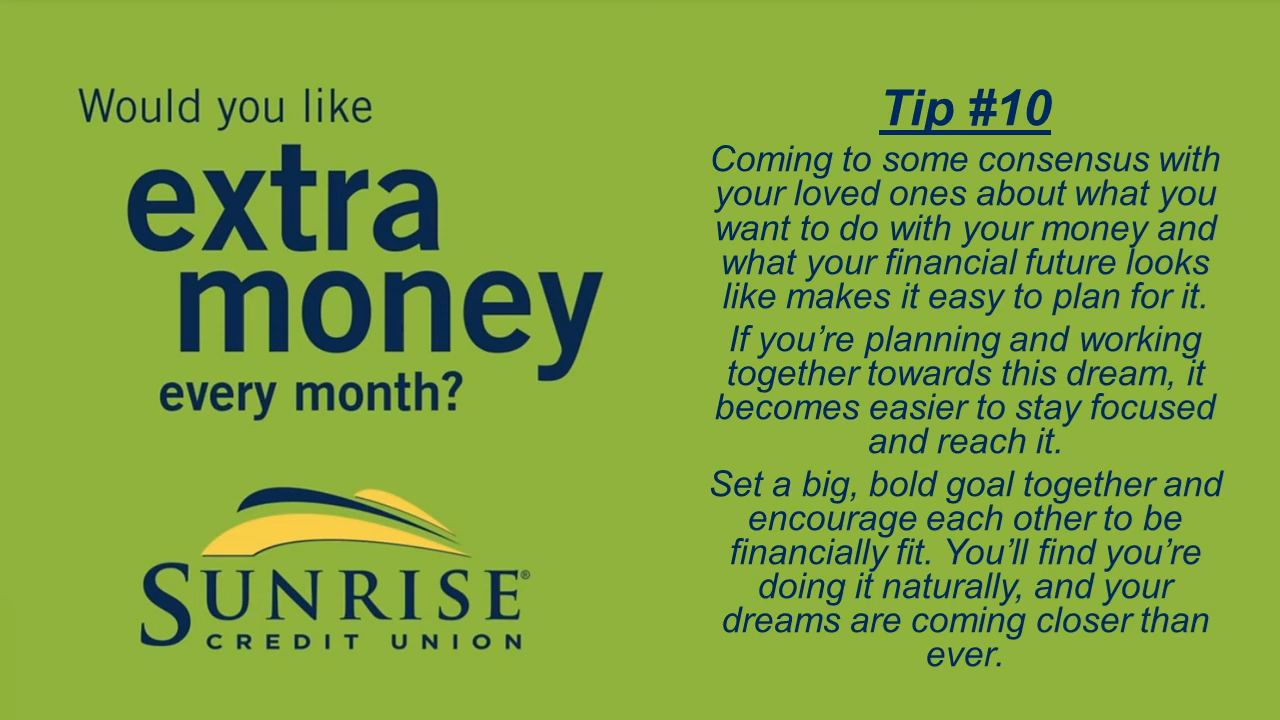 Would you like
extra
money
every month?
SUNRISE®
CREDIT UNION
Tip #10
Coming to some consensus with
your loved ones about what you
want to do with your money and
what your financial future looks
like makes it easy to plan for it.
If you’re planning and working
together towards this dream, it
becomes easier to stay focused
and reach it.
Set a big, bold goal together and
encourage each other to be
financially fit. You’ll find you’re
doing it naturally, and your
dreams are coming closer than
ever.